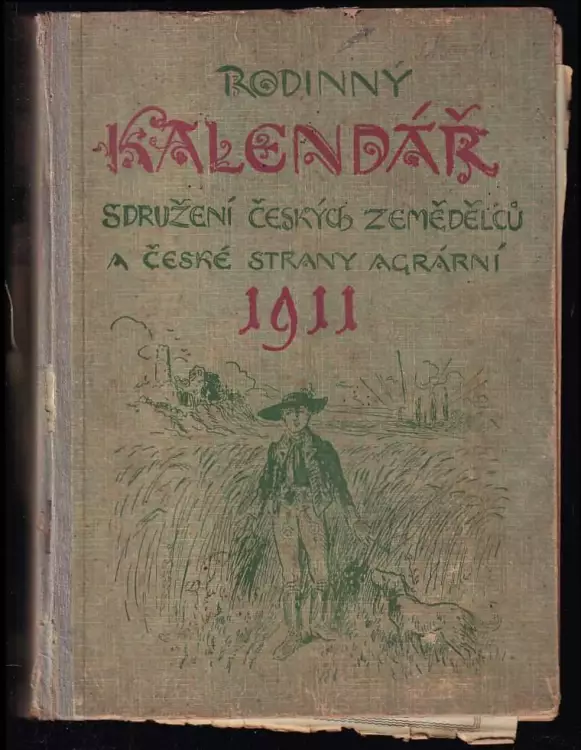 RODINNÝ
KALENDÁŘ
SDRUŽENÍ ČESKÝCH ZEMĚDĚLCŮ
A ČESKÉ STRANY AGRÁRNÍ
1911